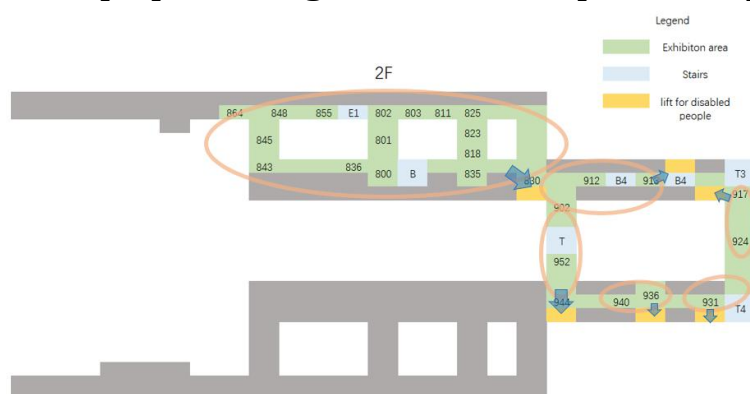 Legend
Exhibiton area
Stairs
lift for disabled
people
2F
864 848 855 E1 802 803 811 825
845 801 823
818
843 836 800 B 835 830
912 B4 B4 T3
917
902
T 924
952
944 940 936 931 T4